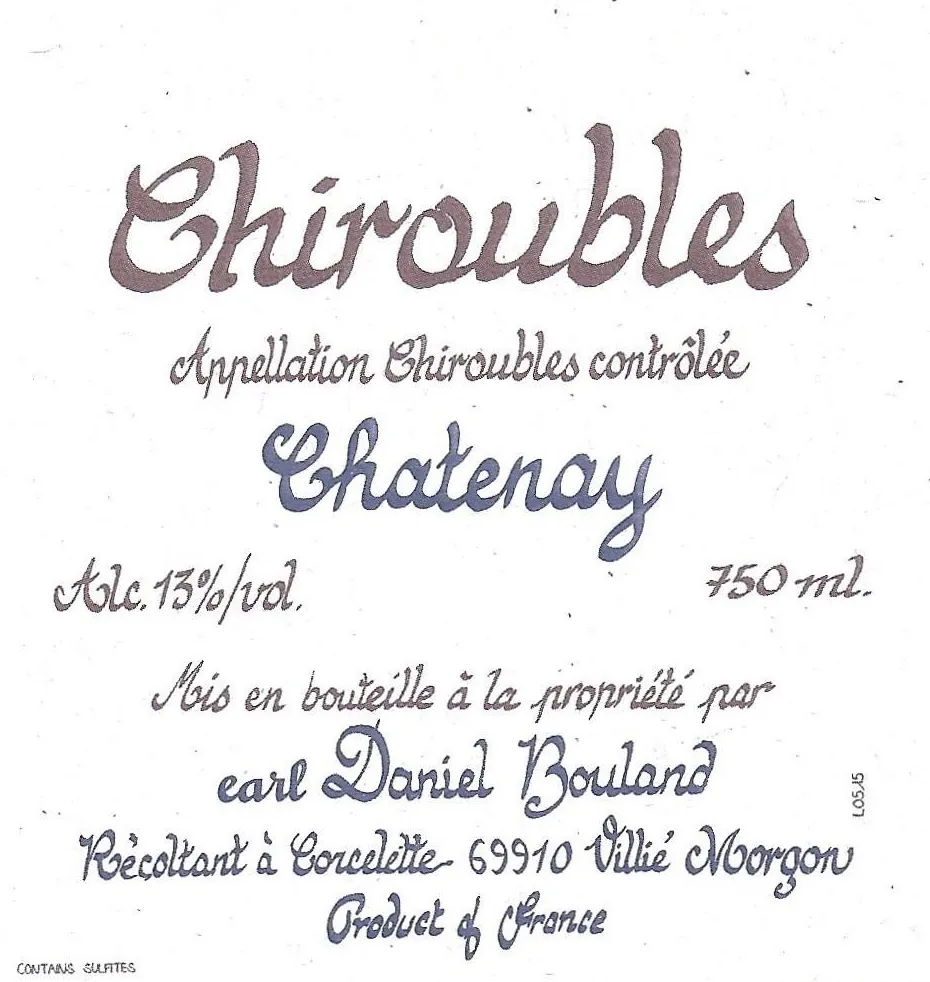 Chiroubles
Appellation Chiroubles contrôlée
Chatenay
Alc. 13%/vol.
750 ml.
Mis en bouteille à la propriété par
earl Daniel Bouland
L05.15
Récoltant à Corcelette 69910 Villié Morgon
Product of France
CONTAINS SULFITES